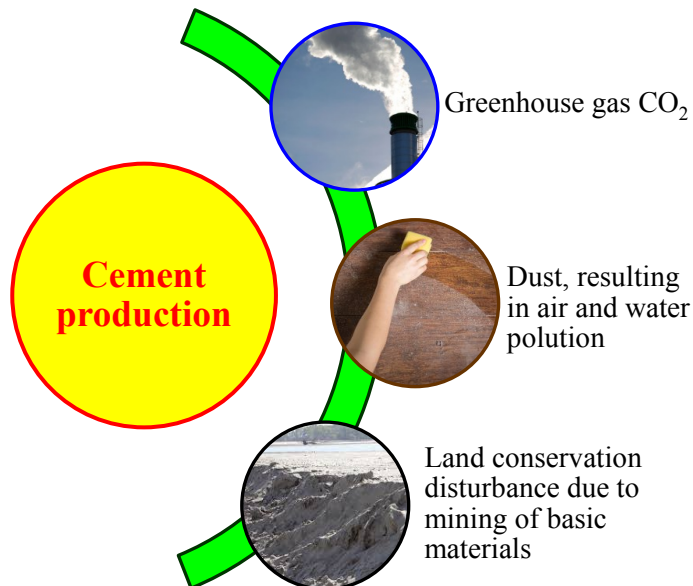 Greenhouse gas CO₂
Cement
production
Dust, resulting
in air and water
polution
Land conservation
disturbance due to
mining of basic
materials